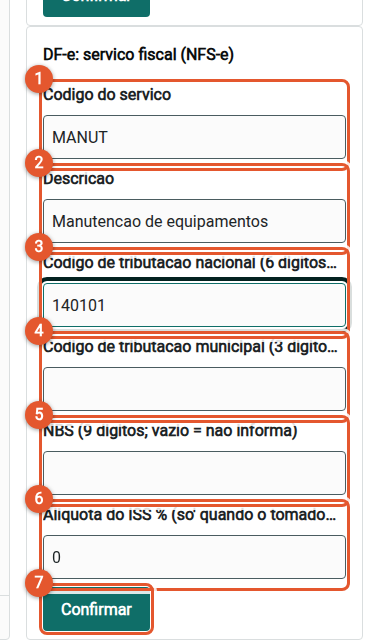 Confirmar
DF-e: servico fiscal (NFS-e)
1
Codigo do servico
MANUT
2
Descricao
Manutencao de equipamentos
3
Codigo de tributacao nacional (6 digitos...
140101
4
Codigo de tributacao municipal (3 digito...
5
NBS (9 digitos; vazio = nao informa)
6
Aliquota do ISS % (so quando o tomado...
0
7
Confirmar